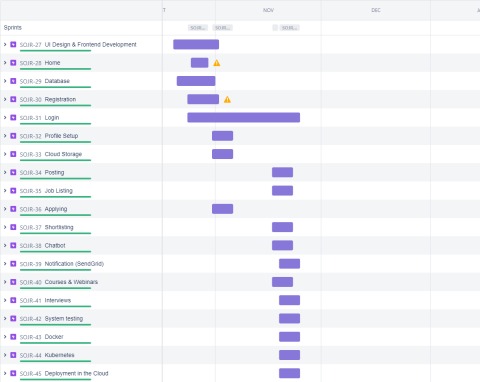 T NOV DEC
Sprints SOJR... SOJR... SOJR...
SOJR-27 UI Design & Frontend Development
SOJR-28 Home
SOJR-29 Database
SOJR-30 Registration
SOJR-31 Login
SOJR-32 Profile Setup
SOJR-33 Cloud Storage
SOJR-34 Posting
SOJR-35 Job Listing
SOJR-36 Applying
SOJR-37 Shortlisting
SOJR-38 Chatbot
SOJR-39 Notification (SendGrid)
SOJR-40 Courses & Webinars
SOJR-41 Interviews
SOJR-42 System testing
SOJR-43 Docker
SOJR-44 Kubernetes
SOJR-45 Deployment in the Cloud